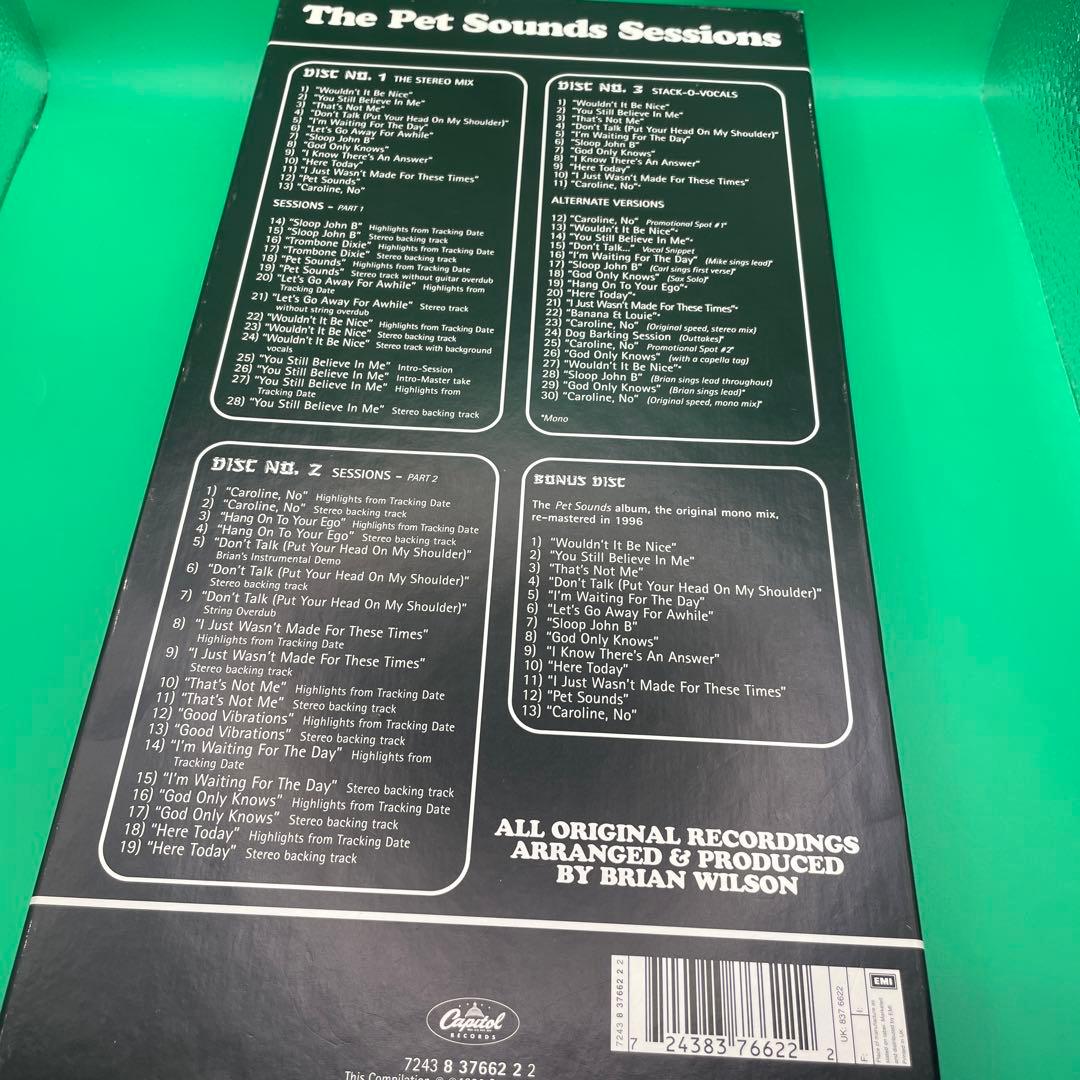 The Pet Sounds Sessions
DISC NO. 1 THE STEREO MIX
1) "Wouldn't It Be Nice"
2) "You Still Believe In Me"
3) "That's Not Me"
4) "Don't Talk (Put Your Head On My Shoulder)"
5) "I'm Waiting For The Day"
6) "Let's Go Away For Awhile"
7) "Sloop John B"
8) "God Only Knows"
9) "I Know There's An Answer"
10) "Here Today"
11) "I Just Wasn't Made For These Times"
12) "Pet Sounds"
13) "Caroline, No"
SESSIONS – PART 1
14) "Sloop John B" Highlights from Tracking Date
15) "Sloop John B" Stereo backing track
16) "Trombone Dixie" Highlights from Tracking Date
17) "Trombone Dixie" Stereo backing track
18) "Pet Sounds" Highlights from Tracking Date
19) "Pet Sounds" Stereo track without guitar overdub
20) "Let's Go Away For Awhile" Highlights from
Tracking Date
21) "Let's Go Away For Awhile" Stereo track
without string overdub
22) "Wouldn't It Be Nice" Highlights from Tracking Date
23) "Wouldn't It Be Nice" Stereo backing track
24) "Wouldn't It Be Nice" Stereo track with background
vocals
25) "You Still Believe In Me" Intro-Session
26) "You Still Believe In Me" Intro-Master take
27) "You Still Believe In Me" Highlights from
Tracking Date
28) "You Still Believe In Me" Stereo backing track
DISC NO. 3 STACK-O-VOCALS
1) "Wouldn't It Be Nice"
2) "You Still Believe In Me"
3) "That's Not Me"
4) "Don't Talk (Put Your Head On My Shoulder)"
5) "I'm Waiting For The Day"
6) "Sloop John B"
7) "God Only Knows"
8) "I Know There's An Answer"
9) "Here Today"
10) "I Just Wasn't Made For These Times"
11) "Caroline, No"*
ALTERNATE VERSIONS
12) "Caroline, No" Promotional Spot #1*
13) "Wouldn't It Be Nice"*
14) "You Still Believe In Me"*
15) "Don't Talk..." Vocal Snippet
16) "I'm Waiting For The Day" (Mike sings lead)*
17) "Sloop John B" (Carl sings first verse)*
18) "God Only Knows" (Sax Solo)*
19) "Hang On To Your Ego"*
20) "Here Today"*
21) "I Just Wasn't Made For These Times"*
22) "Banana & Louie"*
23) "Caroline, No" (Original speed, stereo mix)
24) Dog Barking Session (Outtakes)*
25) "Caroline, No" Promotional Spot #2*
26) "God Only Knows" (with a capella tag)
27) "Wouldn't It Be Nice"*
28) "Sloop John B" (Brian sings lead throughout)
29) "God Only Knows" (Brian sings lead)*
30) "Caroline, No" (Original speed, mono mix)*
*Mono
DISC NO. 2 SESSIONS – PART 2
1) "Caroline, No" Highlights from Tracking Date
2) "Caroline, No" Stereo backing track
3) "Hang On To Your Ego" Highlights from Tracking Date
4) "Hang On To Your Ego" Stereo backing track
5) "Don't Talk (Put Your Head On My Shoulder)"
Brian's Instrumental Demo
6) "Don't Talk (Put Your Head On My Shoulder)"
Stereo backing track
7) "Don't Talk (Put Your Head On My Shoulder)"
String Overdub
8) "I Just Wasn't Made For These Times"
Highlights from Tracking Date
9) "I Just Wasn't Made For These Times"
Stereo backing track
10) "That's Not Me" Highlights from Tracking Date
11) "That's Not Me" Stereo backing track
12) "Good Vibrations" Highlights from Tracking Date
13) "Good Vibrations" Stereo backing track
14) "I'm Waiting For The Day" Highlights from
Tracking Date
15) "I'm Waiting For The Day" Stereo backing track
16) "God Only Knows" Highlights from Tracking Date
17) "God Only Knows" Stereo backing track
18) "Here Today" Highlights from Tracking Date
19) "Here Today" Stereo backing track
BONUS DISC
The Pet Sounds album, the original mono mix,
re-mastered in 1996
1) "Wouldn't It Be Nice"
2) "You Still Believe In Me"
3) "That's Not Me"
4) "Don't Talk (Put Your Head On My Shoulder)"
5) "I'm Waiting For The Day"
6) "Let's Go Away For Awhile"
7) "Sloop John B"
8) "God Only Knows"
9) "I Know There's An Answer"
10) "Here Today"
11) "I Just Wasn't Made For These Times"
12) "Pet Sounds"
13) "Caroline, No"
ALL ORIGINAL RECORDINGS
ARRANGED & PRODUCED
BY BRIAN WILSON
Capitol
RECORDS
7243 8 37662 2 2
This Compilation
7243 8 37662 2 2
7 24383 76622 2
UK: 837 6622
F:
EMI
Printed in UK